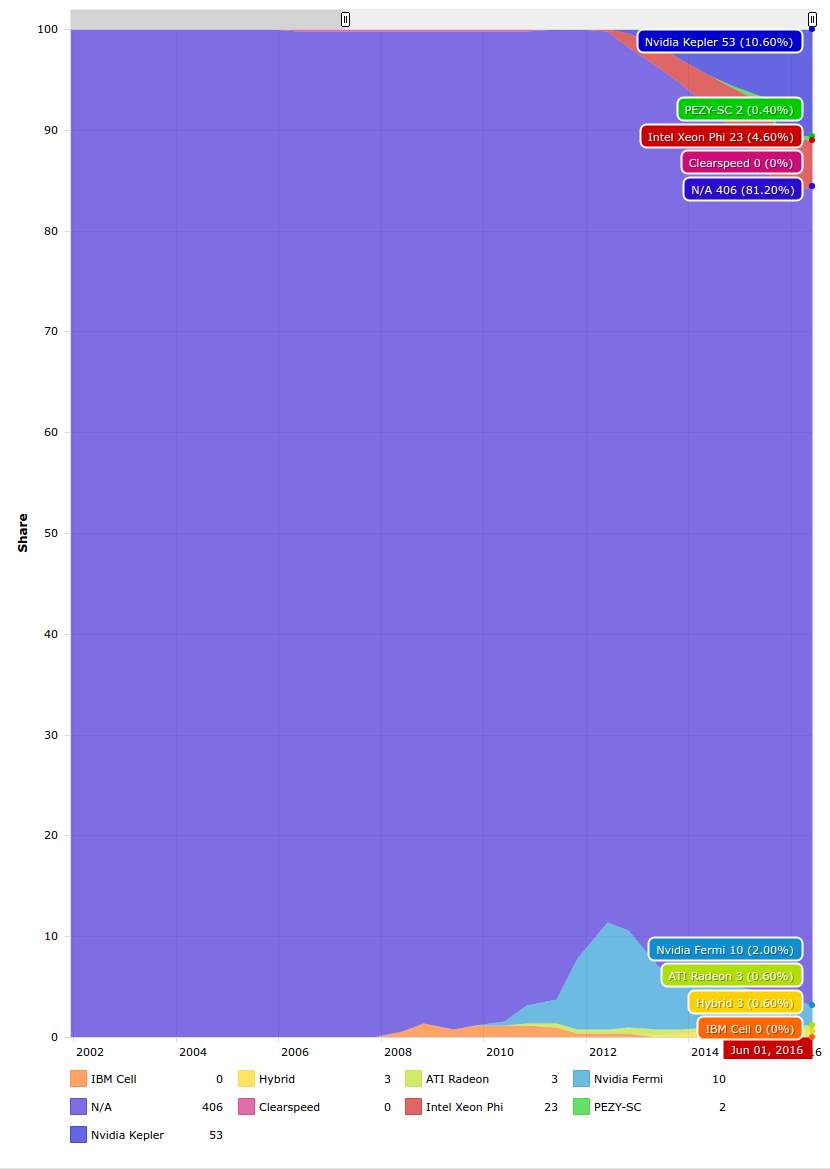 100
Nvidia Kepler 53 (10.60%)
PEZY-SC 2 (0.40%)
90
Intel Xeon Phi 23 (4.60%)
Clearspeed 0 (0%)
N/A 406 (81.20%)
80
70
60
Share
50
40
30
20
10
Nvidia Fermi 10 (2.00%)
ATI Radeon 3 (0.60%)
Hybrid 3 (0.60%)
IBM Cell 0 (0%)
0
2002 2004 2006 2008 2010 2012 2014 Jun 01, 2016 6
IBM Cell 0 Hybrid 3 ATI Radeon 3 Nvidia Fermi 10
N/A 406 Clearspeed 0 Intel Xeon Phi 23 PEZY-SC 2
Nvidia Kepler 53